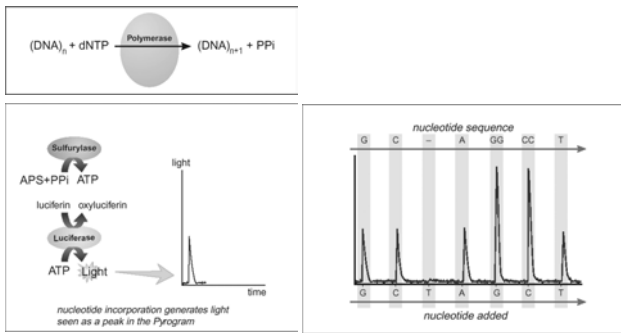 Polymerase
(DNA)n + dNTP (DNA)n+1 + PPi
Sulfurylase
APS+PPi ATP
luciferin oxyluciferin
Luciferase
ATP Light
light
time
nucleotide incorporation generates light
seen as a peak in the Pyrogram
nucleotide sequence
G C – A GG CC T
G C T A G C T
nucleotide added